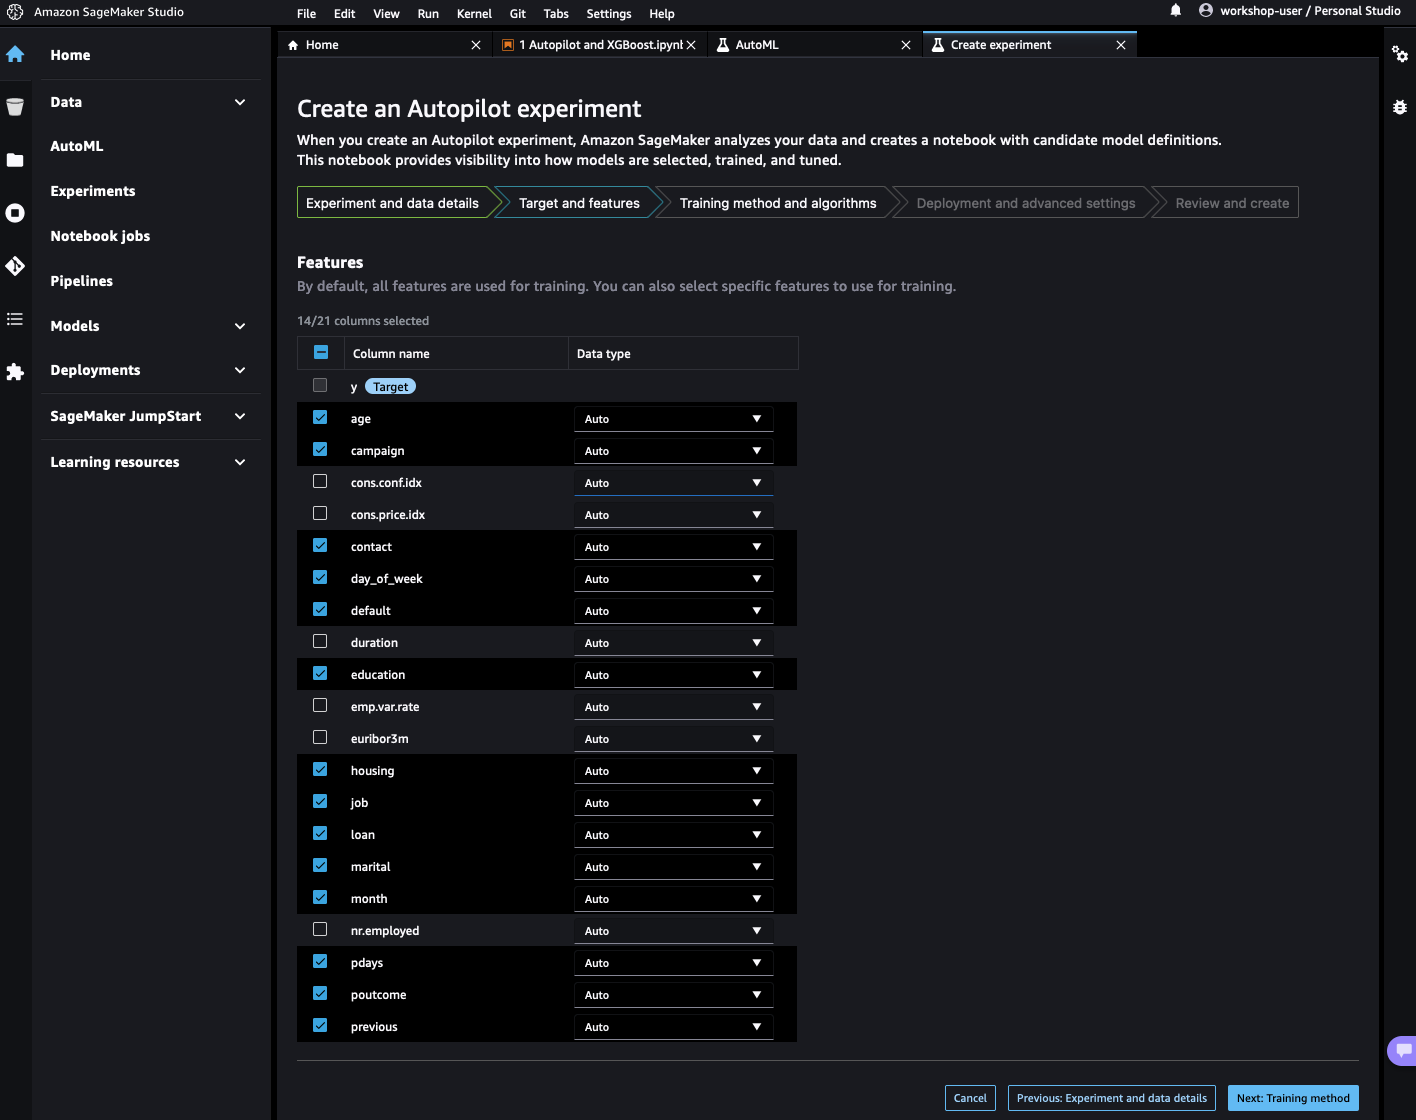 Amazon SageMaker Studio
File Edit View Run Kernel Git Tabs Settings Help
workshop-user / Personal Studio
Home
1 Autopilot and XGBoost.ipynb
AutoML
Create experiment
Home
Data
AutoML
Experiments
Notebook jobs
Pipelines
Models
Deployments
SageMaker JumpStart
Learning resources
Create an Autopilot experiment
When you create an Autopilot experiment, Amazon SageMaker analyzes your data and creates a notebook with candidate model definitions.
This notebook provides visibility into how models are selected, trained, and tuned.
Experiment and data details
Target and features
Training method and algorithms
Deployment and advanced settings
Review and create
Features
By default, all features are used for training. You can also select specific features to use for training.
14/21 columns selected
Column name Data type
y Target
age Auto
campaign Auto
cons.conf.idx Auto
cons.price.idx Auto
contact Auto
day_of_week Auto
default Auto
duration Auto
education Auto
emp.var.rate Auto
euribor3m Auto
housing Auto
job Auto
loan Auto
marital Auto
month Auto
nr.employed Auto
pdays Auto
poutcome Auto
previous Auto
Cancel
Previous: Experiment and data details
Next: Training method